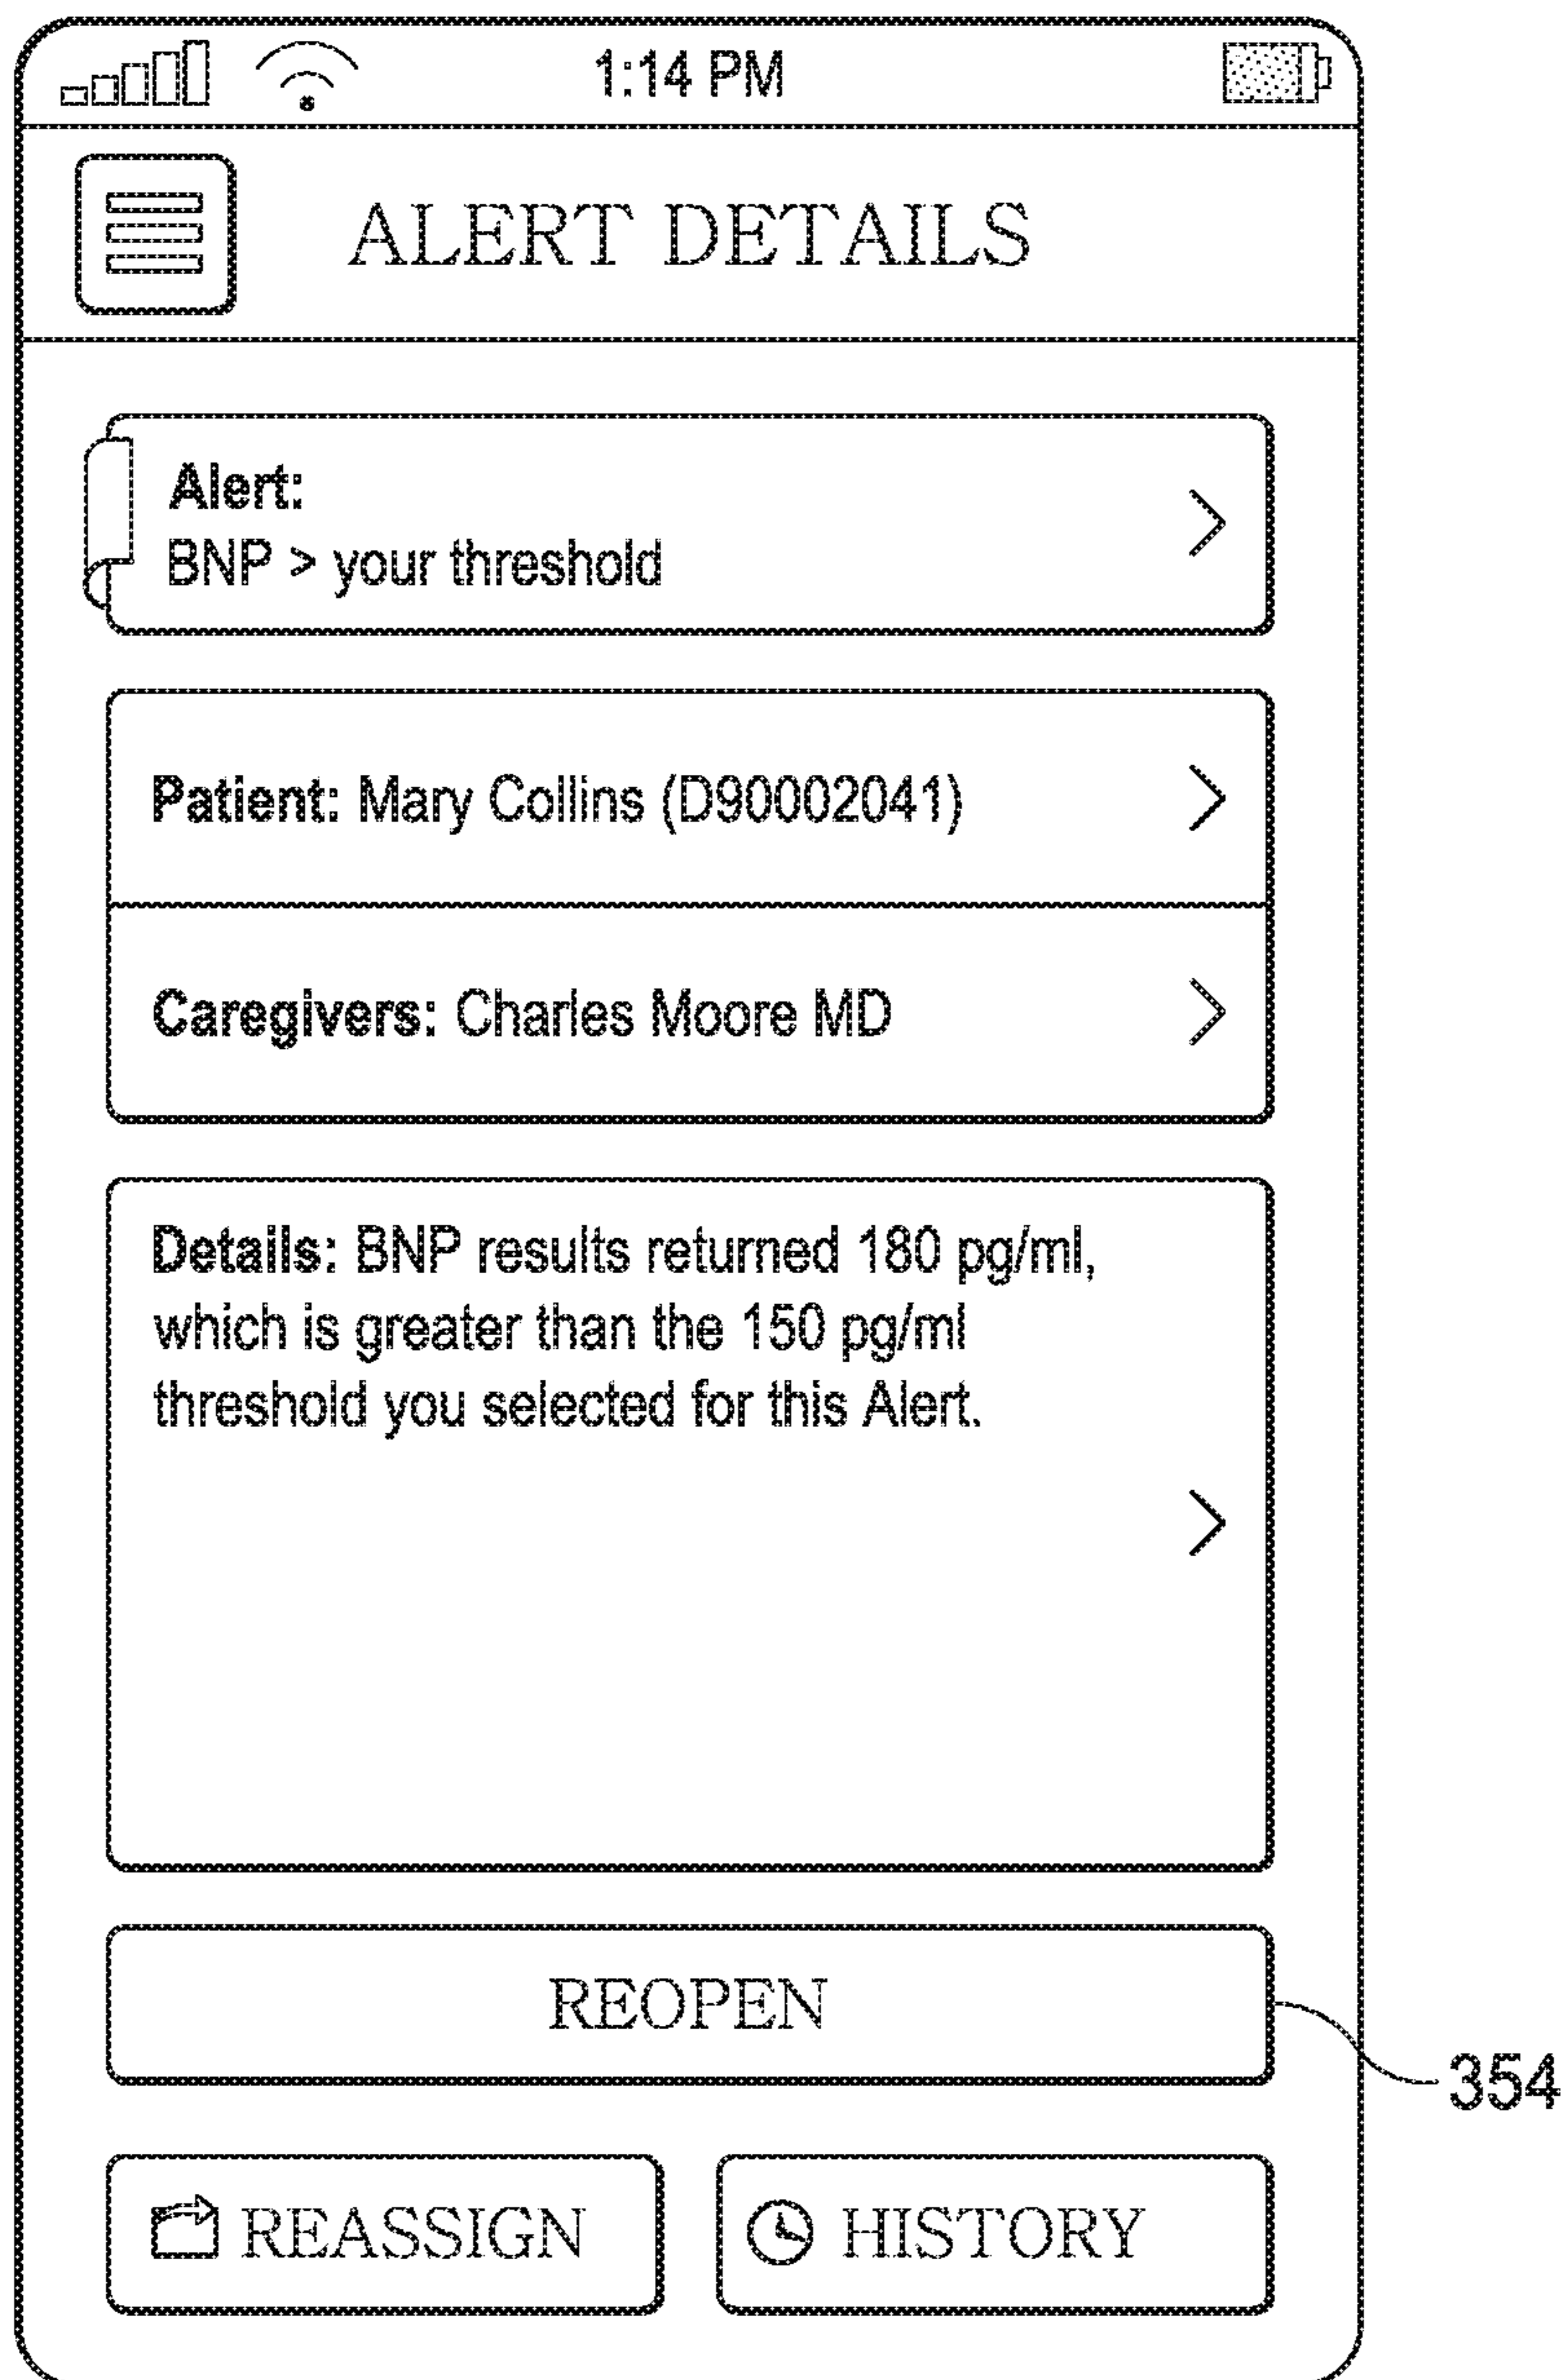 1:14 PM
ALERT DETAILS
Alert:
BNP > your threshold
Patient: Mary Collins (D90002041)
Caregivers: Charles Moore MD
Details: BNP results returned 180 pg/ml,
which is greater than the 150 pg/ml
threshold you selected for this Alert.
REOPEN
354
REASSIGN
HISTORY